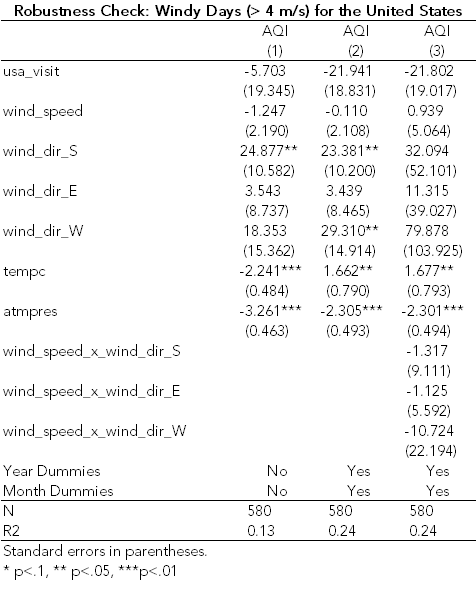 Robustness Check: Windy Days (> 4 m/s) for the United States
AQI AQI AQI
(1) (2) (3)
usa_visit -5.703 -21.941 -21.802
(19.345) (18.831) (19.017)
wind_speed -1.247 -0.110 0.939
(2.190) (2.108) (5.064)
wind_dir_S 24.877** 23.381** 32.094
(10.582) (10.200) (52.101)
wind_dir_E 3.543 3.439 11.315
(8.737) (8.465) (39.027)
wind_dir_W 18.353 29.310** 79.878
(15.362) (14.914) (103.925)
tempc -2.241*** 1.662** 1.677**
(0.484) (0.790) (0.793)
atmpres -3.261*** -2.305*** -2.301***
(0.463) (0.493) (0.494)
wind_speed_x_wind_dir_S -1.317
(9.111)
wind_speed_x_wind_dir_E -1.125
(5.592)
wind_speed_x_wind_dir_W -10.724
(22.194)
Year Dummies No Yes Yes
Month Dummies No Yes Yes
N 580 580 580
R2 0.13 0.24 0.24
Standard errors in parentheses.
* p<.1, ** p<.05, ***p<.01